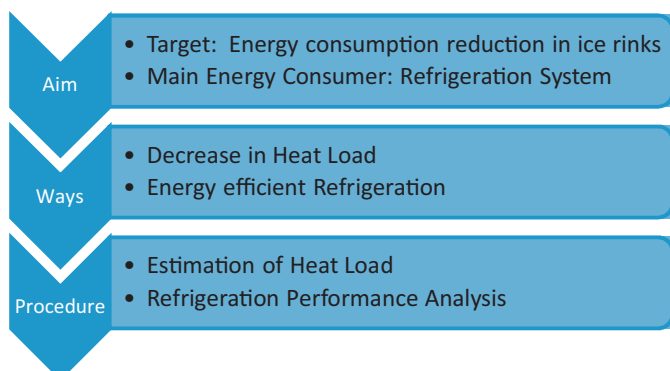 Aim
• Target: Energy consumption reduction in ice rinks
• Main Energy Consumer: Refrigeration System
Ways
• Decrease in Heat Load
• Energy efficient Refrigeration
Procedure
• Estimation of Heat Load
• Refrigeration Performance Analysis